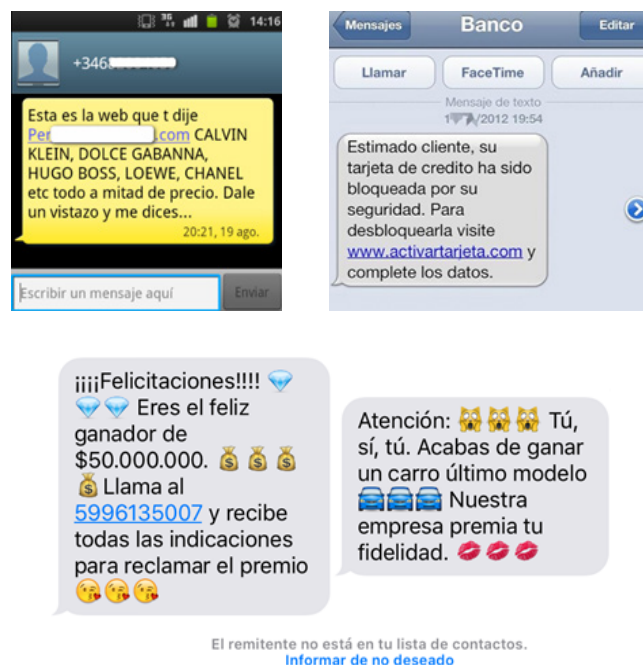 3G 14:16
+346
Esta es la web que t dije
Per .com CALVIN
KLEIN, DOLCE GABANNA,
HUGO BOSS, LOEWE, CHANEL
etc todo a mitad de precio. Dale
un vistazo y me dices...
20:21, 19 ago.
Escribir un mensaje aquí Enviar
Mensajes Banco Editar
Llamar FaceTime Añadir
Mensaje de texto
/2012 19:54
Estimado cliente, su
tarjeta de credito ha sido
bloqueada por su
seguridad. Para
desbloquearla visite
www.activartarjeta.com y
complete los datos.
¡¡¡¡Felicitaciones!!!! 💎
💎💎 Eres el feliz
ganador de
$50.000.000. 💰💰💰
💰 Llama al
5996135007 y recibe
todas las indicaciones
para reclamar el premio
😘😘😘
Atención: 🙀🙀🙀 Tú,
sí, tú. Acabas de ganar
un carro último modelo
🚘🚘🚘 Nuestra
empresa premia tu
fidelidad. 💋💋💋
El remitente no está en tu lista de contactos.
Informar de no deseado